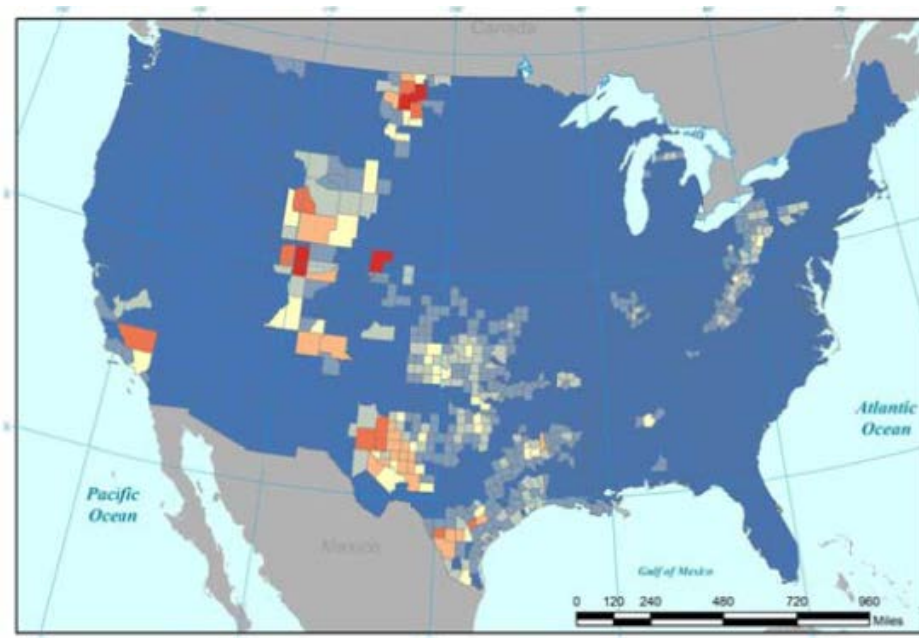 Canada
Atlantic
Ocean
Pacific
Ocean
Mexico
Gulf of Mexico
0 120 240 480 720 960
Miles